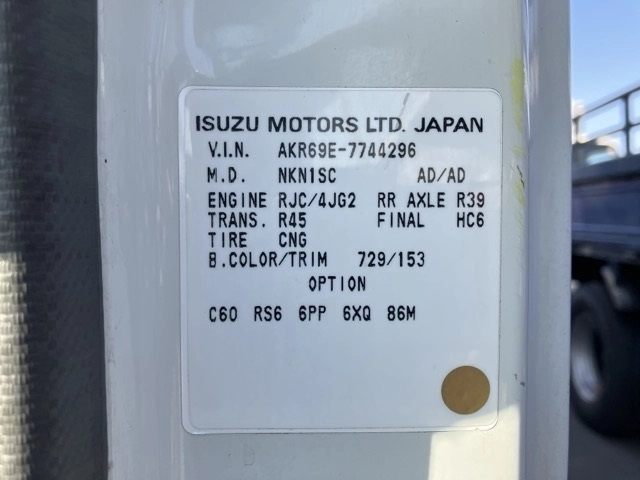 ISUZU MOTORS LTD. JAPAN
V.I.N. AKR69E-7744296
M.D. NKN1SC AD/AD
ENGINE RJC/4JG2 RR AXLE R39
TRANS. R45 FINAL HC6
TIRE CNG
B.COLOR/TRIM 729/153
OPTION
C60 RS6 6PP 6XQ 86M